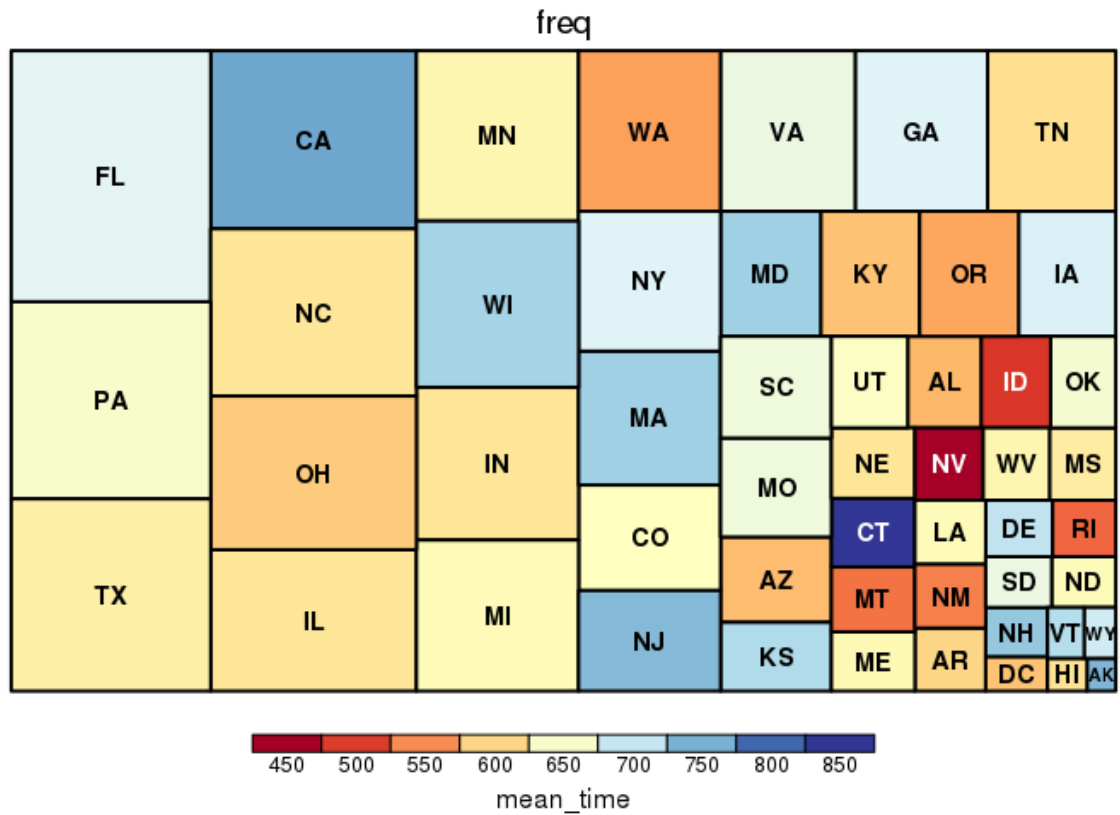 freq
FL
CA
MN
WA
VA
GA
TN
NY
MD
KY
OR
IA
NC
WI
PA
MA
SC
UT
AL
ID
OK
OH
IN
MO
NE
NV
WV
MS
CO
CT
LA
DE
RI
TX
IL
MI
AZ
MT
NM
SD
ND
NJ
KS
ME
AR
NH
VT
WY
DC
HI
AK
450 500 550 600 650 700 750 800 850
mean_time